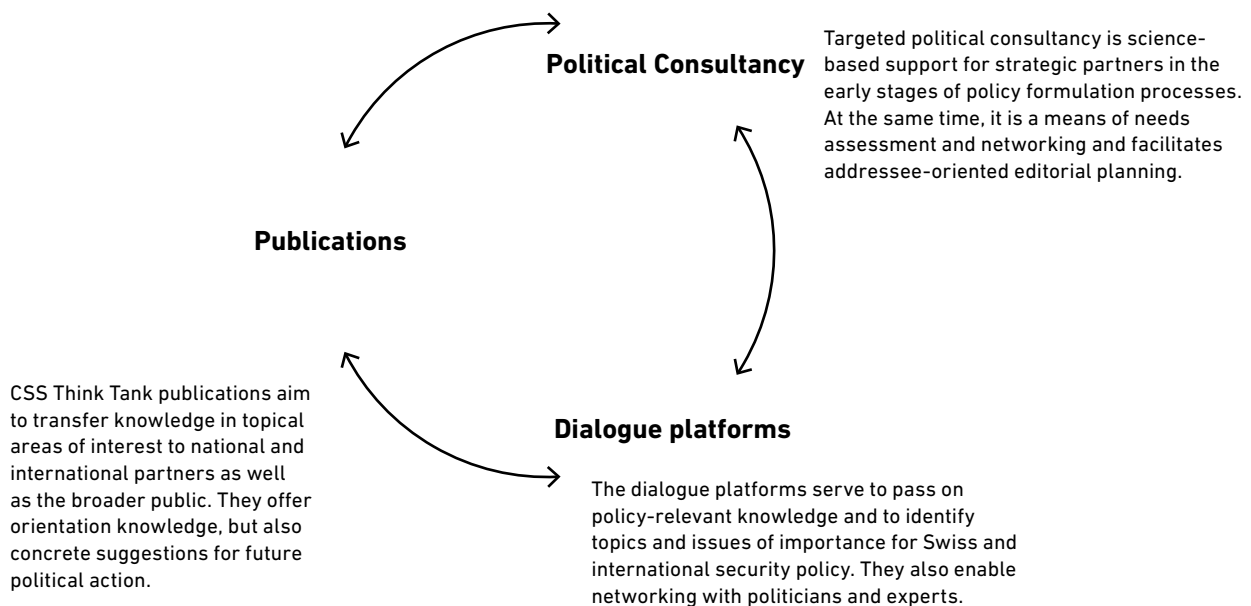 Political Consultancy
Targeted political consultancy is science-
based support for strategic partners in the
early stages of policy formulation processes.
At the same time, it is a means of needs
assessment and networking and facilitates
addressee-oriented editorial planning.
Publications
CSS Think Tank publications aim
to transfer knowledge in topical
areas of interest to national and
international partners as well
as the broader public. They offer
orientation knowledge, but also
concrete suggestions for future
political action.
Dialogue platforms
The dialogue platforms serve to pass on
policy-relevant knowledge and to identify
topics and issues of importance for Swiss and
international security policy. They also enable
networking with politicians and experts.